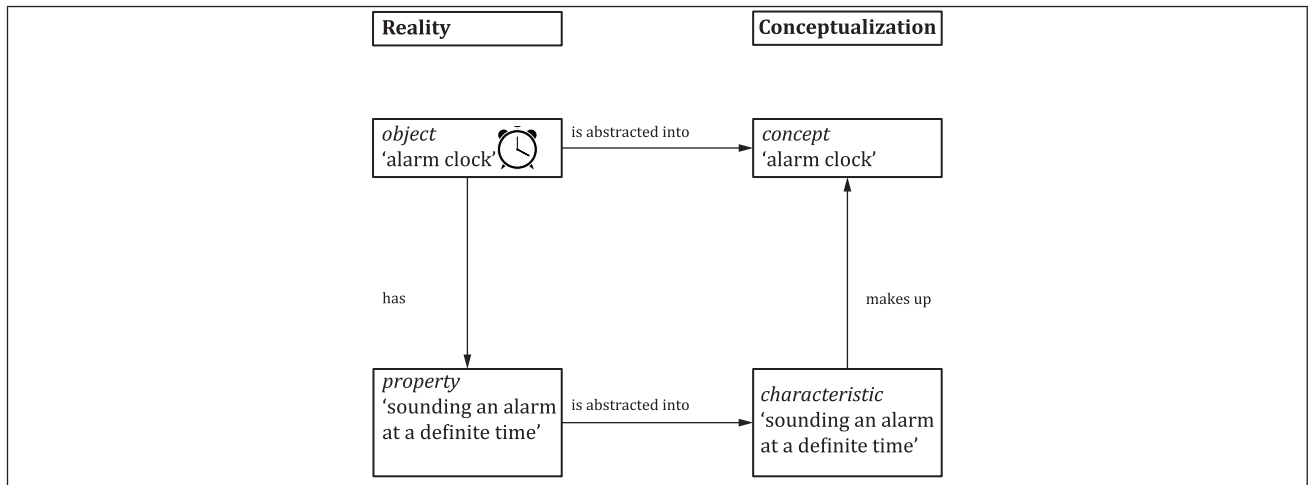 Reality
Conceptualization
object
‘alarm clock’
is abstracted into
concept
‘alarm clock’
has
makes up
property
‘sounding an alarm
at a definite time’
is abstracted into
characteristic
‘sounding an alarm
at a definite time’